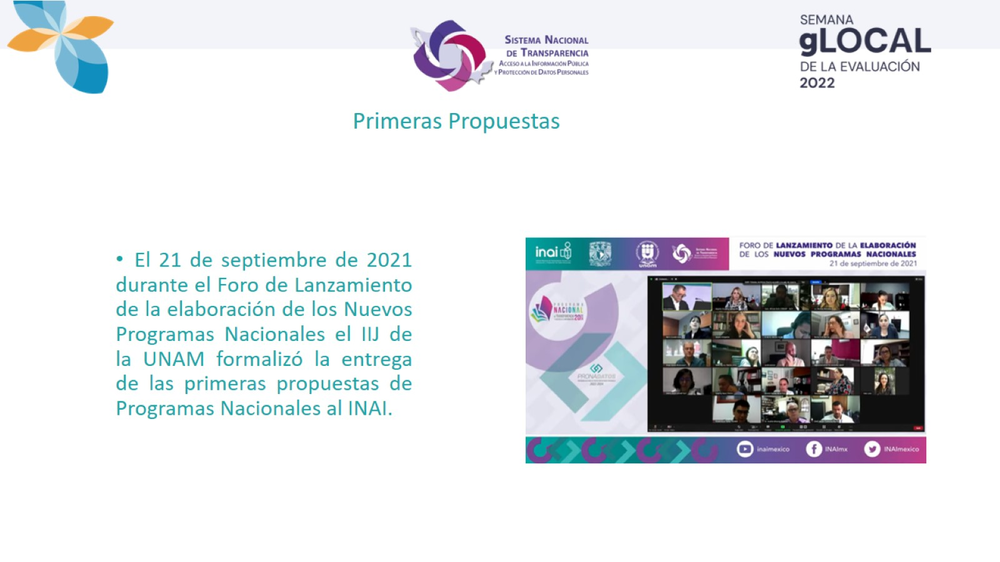 SISTEMA NACIONAL
DE TRANSPARENCIA
ACCESO A LA INFORMACIÓN PÚBLICA
Y PROTECCIÓN DE DATOS PERSONALES
SEMANA
gLOCAL
DE LA EVALUACIÓN
2022
Primeras Propuestas
• El 21 de septiembre de 2021
durante el Foro de Lanzamiento
de la elaboración de los Nuevos
Programas Nacionales el IIJ de
la UNAM formalizó la entrega
de las primeras propuestas de
Programas Nacionales al INAI.
inai
unam
FORO DE LANZAMIENTO DE LA ELABORACIÓN
DE LOS NUEVOS PROGRAMAS NACIONALES
21 de septiembre de 2021
PROGRAMA
NACIONAL
PRONADATOS
inaimexico
INAImx
INAImexico